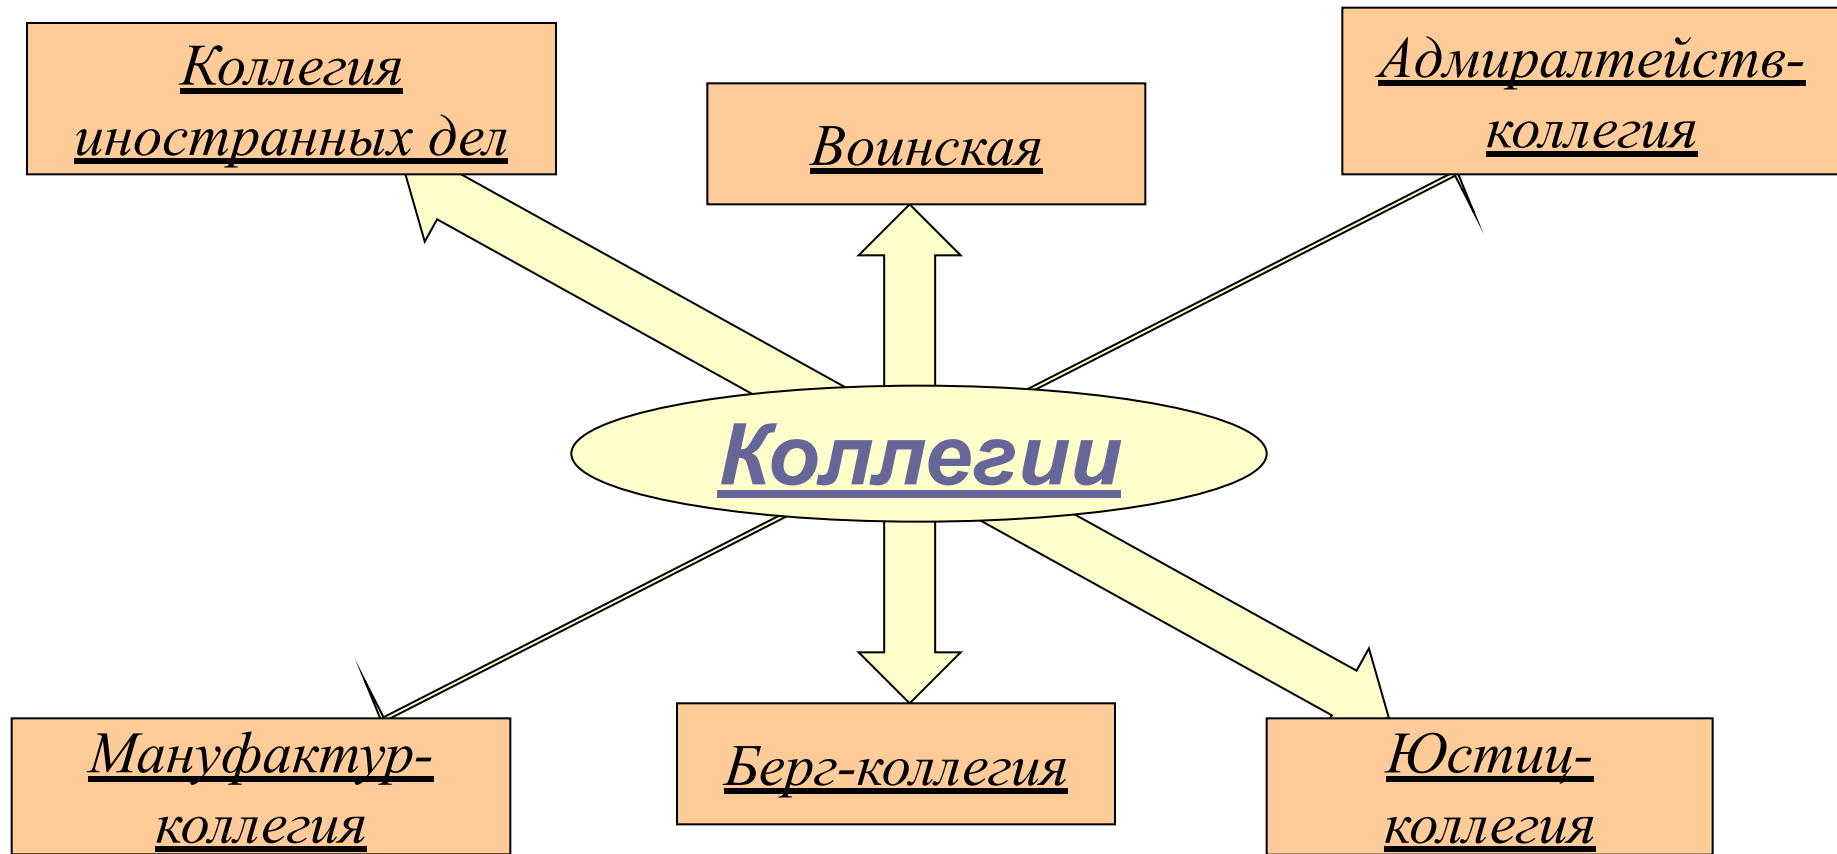 Коллегия
иностранных дел
Воинская
Адмиралтейств-
коллегия
Коллегии
Мануфактур-
коллегия
Берг-коллегия
Юстиц-
коллегия